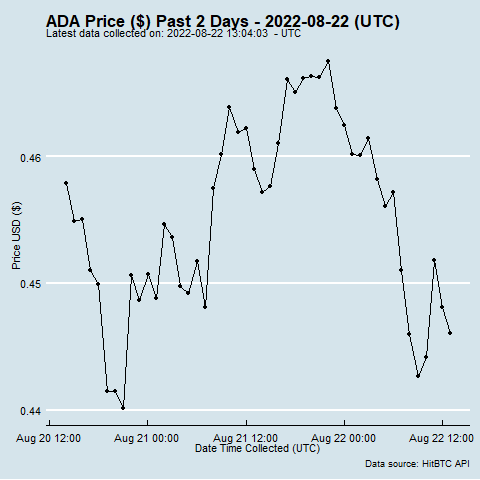 ADA Price ($) Past 2 Days - 2022-08-22 (UTC)
Latest data collected on: 2022-08-22 13:04:03 - UTC
Price USD ($)
0.46
0.45
0.44
Aug 20 12:00
Aug 21 00:00
Aug 21 12:00
Aug 22 00:00
Aug 22 12:00
Date Time Collected (UTC)
Data source: HitBTC API